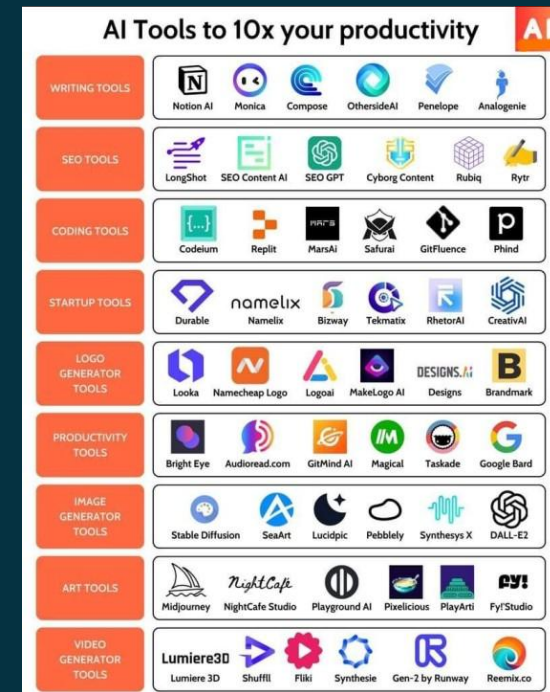 AI Tools to 10x your productivity
AI
WRITING TOOLS
Notion AI Monica Compose OthersideAI Penelope Analogenie
SEO TOOLS
LongShot SEO Content AI SEO GPT Cyborg Content Rubiq Rytr
CODING TOOLS
MARS
Codeium Replit MarsAi Safurai GitFluence Phind
STARTUP TOOLS
namelix
Durable Namelix Bizway Tekmatix RhetorAI CreativAI
LOGO
GENERATOR
TOOLS
DESIGNS.Ai
Looka Namecheap Logo Logoai MakeLogo AI Designs Brandmark
PRODUCTIVITY
TOOLS
Bright Eye Audioread.com GitMind AI Magical Taskade Google Bard
IMAGE
GENERATOR
TOOLS
Stable Diffusion SeaArt Lucidpic Pebblely Synthesys X DALL-E2
ART TOOLS
NightCafe
FY!
Midjourney NightCafe Studio Playground AI Pixelicious PlayArti Fy!'Studio
VIDEO
GENERATOR
TOOLS
Lumiere3D
Lumiere 3D Shuffll Fliki Synthesie Gen-2 by Runway Reemix.co